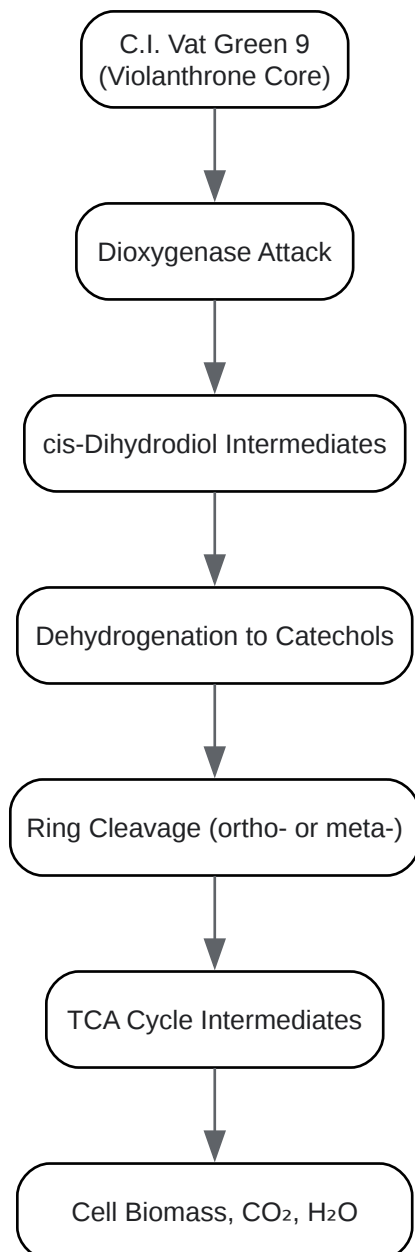 C.I. Vat Green 9
(Violanthrone Core)
Dioxygenase Attack
cis-Dihydrodiol Intermediates
Dehydrogenation to Catechols
Ring Cleavage (ortho- or meta-)
TCA Cycle Intermediates
Cell Biomass, CO₂, H₂O